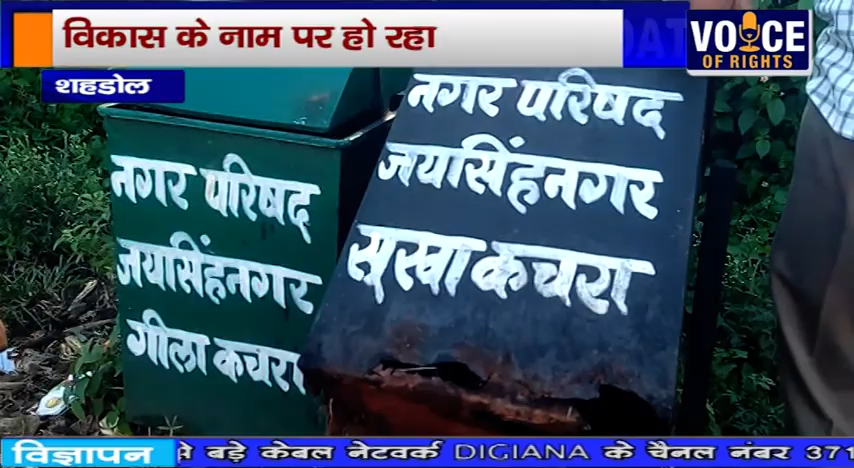 विकास के नाम पर हो रहा
VOICE
OF RIGHTS
शहडोल
नगर परिषद
जयसिंहनगर
गीला कचरा
नगर परिषद
जयसिंहनगर
सूखा कचरा
विज्ञापन
से बड़े केबल नेटवर्क DIGIANA के चैनल नंबर 371